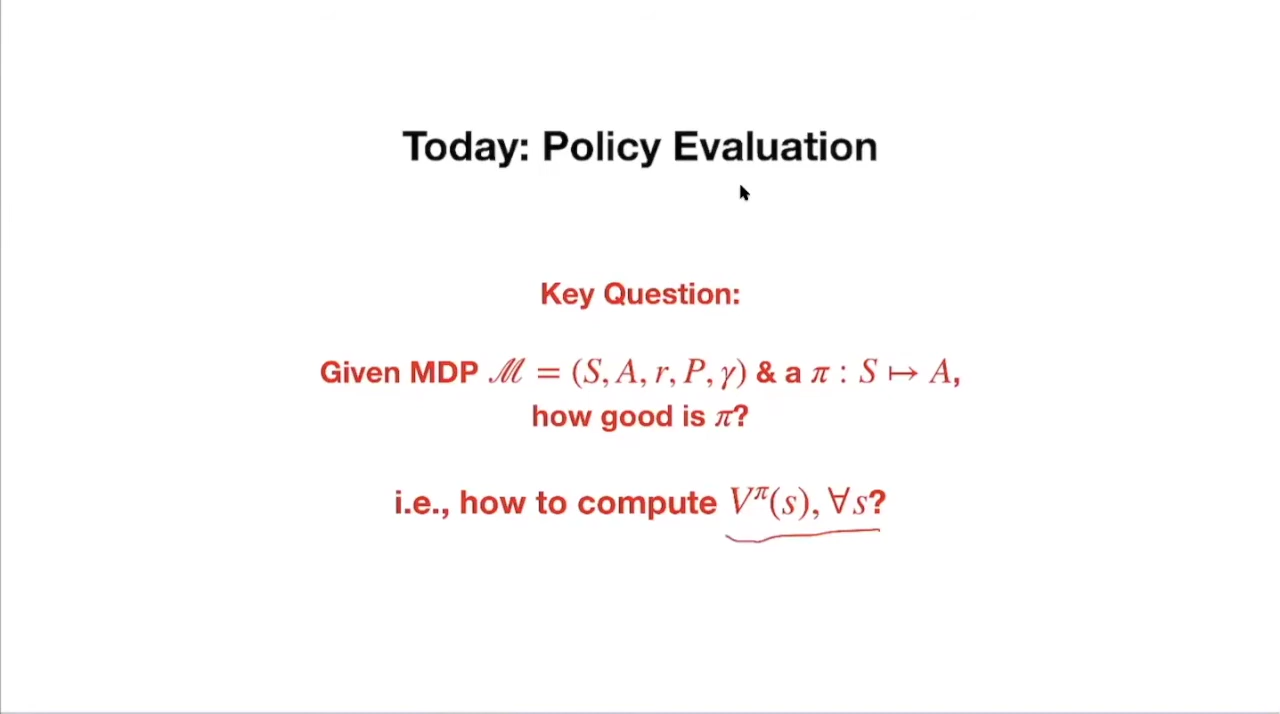 Today: Policy Evaluation
Key Question:
Given MDP ℳ = (S, A, r, P, γ) & a π : S ↦ A,
how good is π?
i.e., how to compute V^π(s), ∀s?